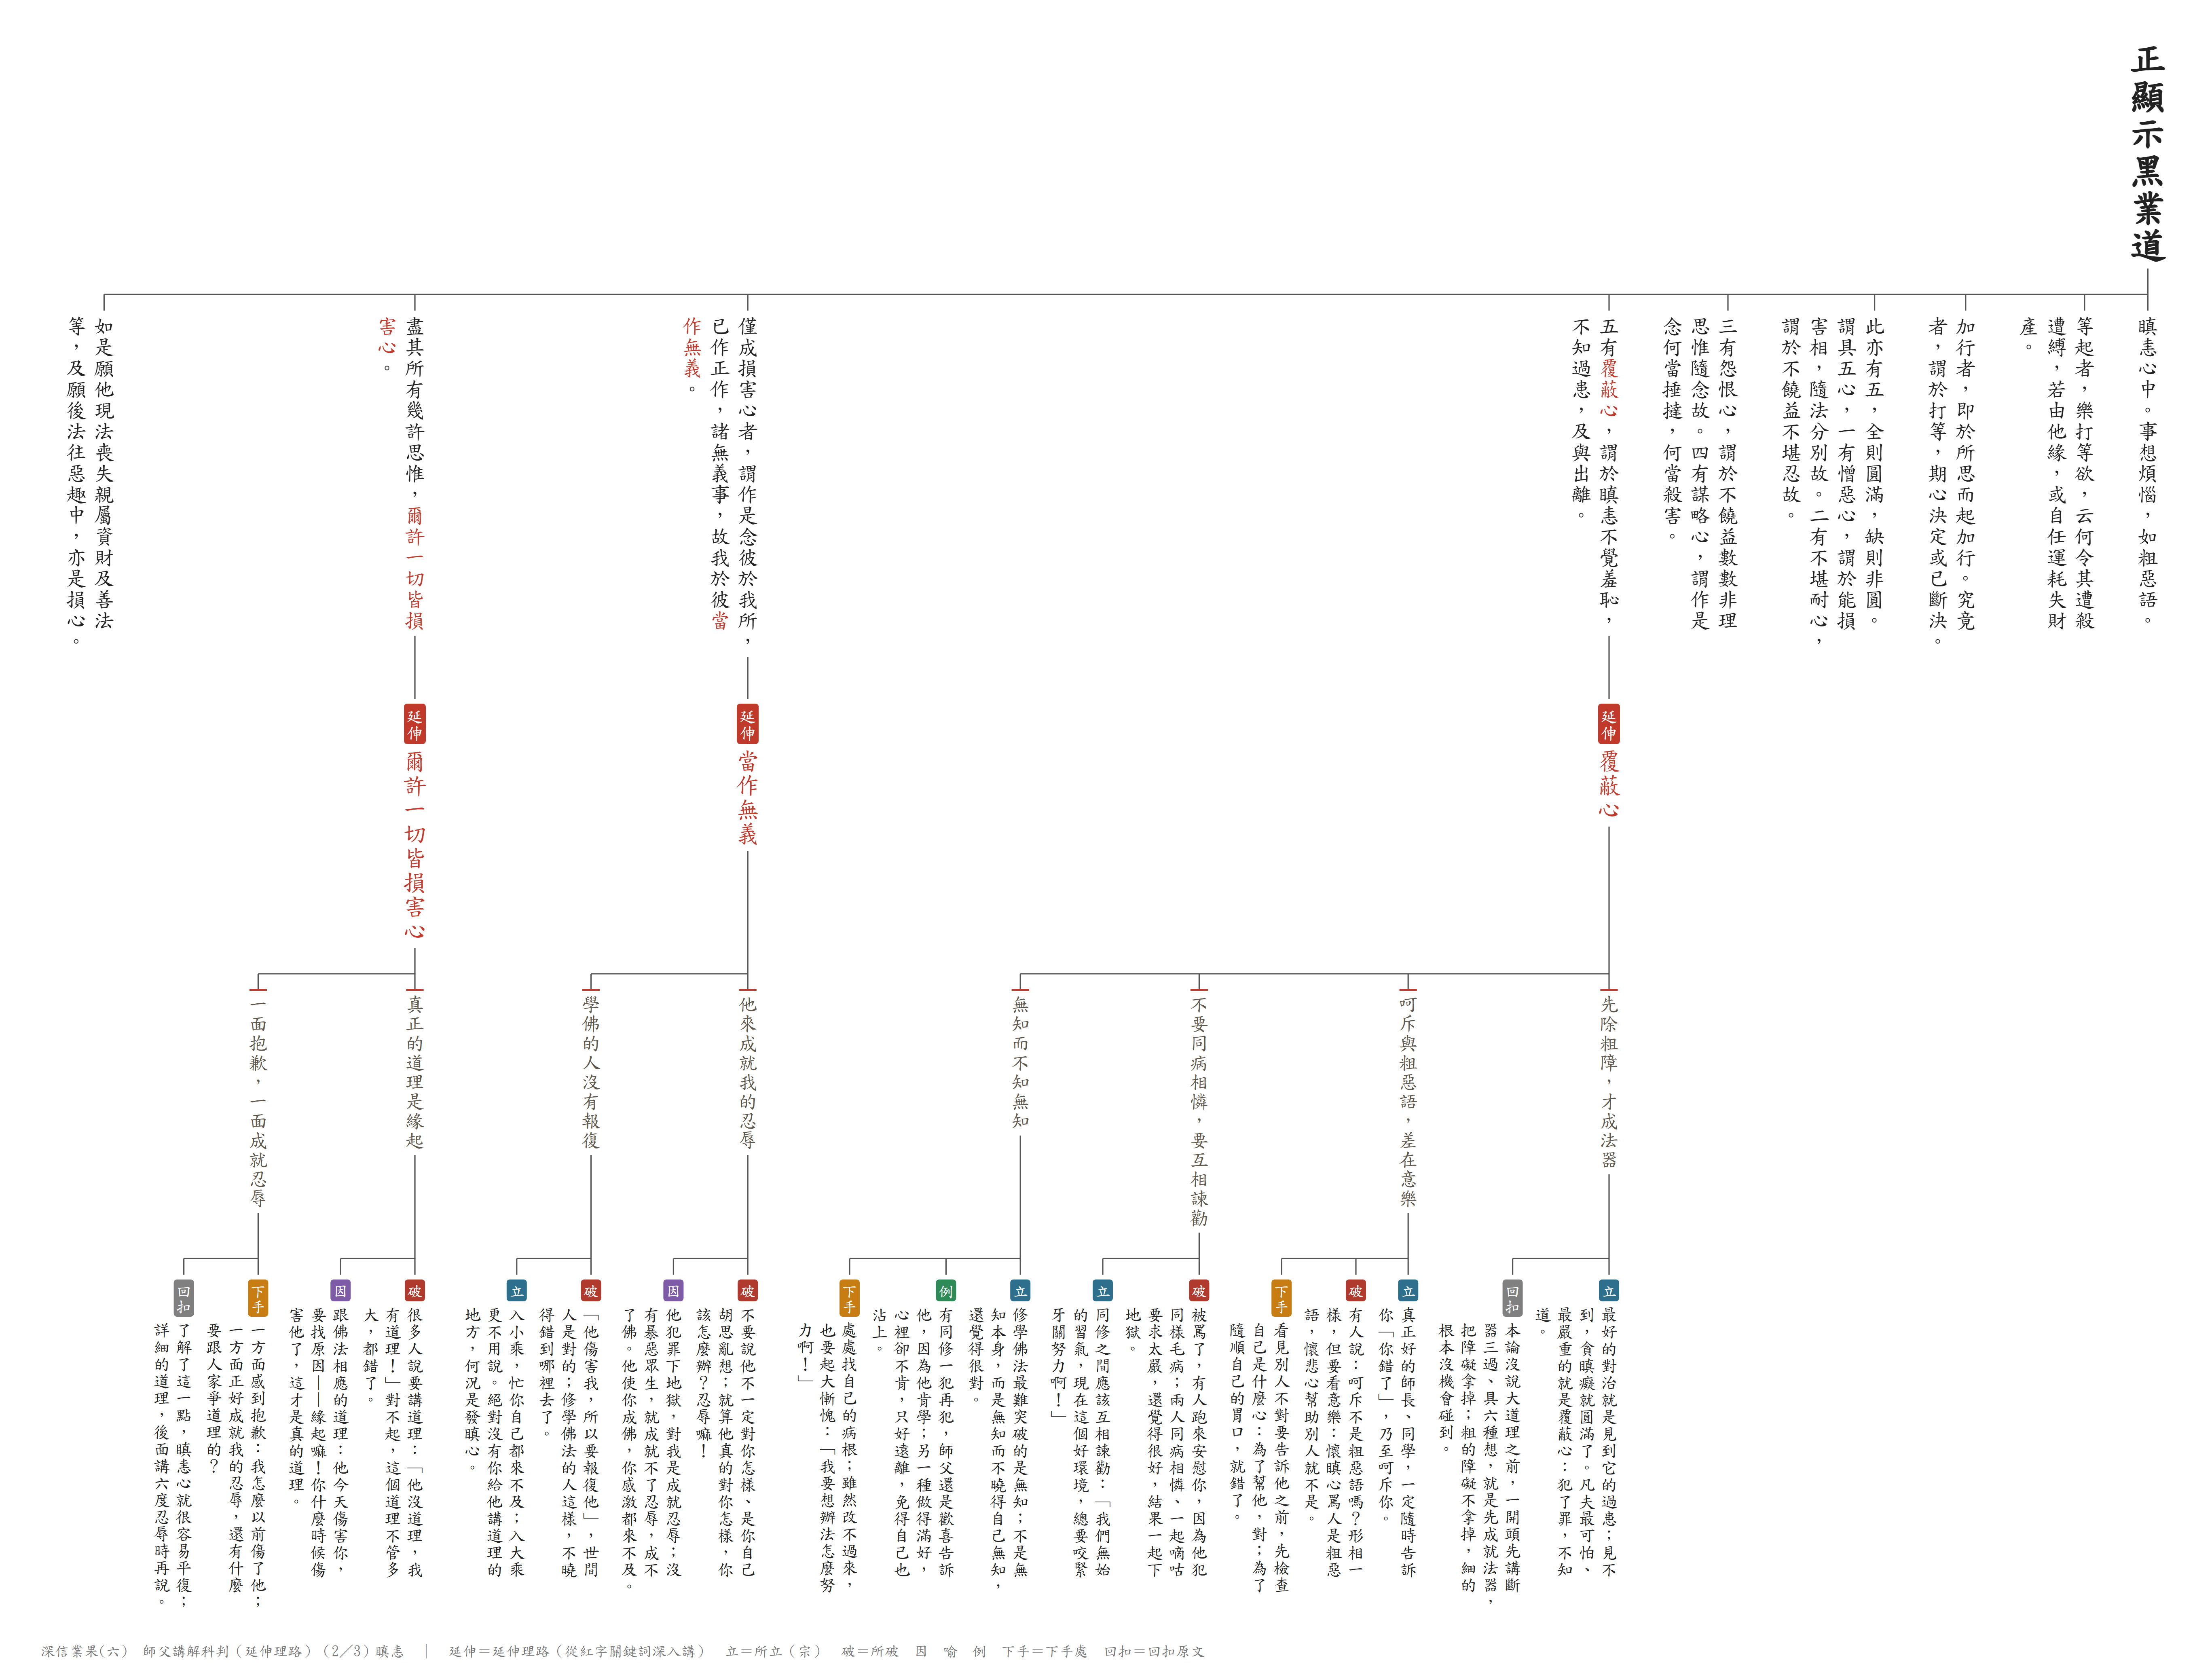 正顯示黑業道
瞋恚心中。事想煩惱，如粗惡語。
等起者，樂打等欲，云何令其遭殺
遭縛，若由他緣，或自任運耗失財
產。
加行者，即於所思而起加行。究竟
者，謂於打等，期心決定或已斷決。
此亦有五，全則圓滿，缺則非圓。
謂具五心，一有憎惡心，謂於能損
害相，隨法分別故。二有不堪耐心，
謂於不饒益不堪忍故。
三有怨恨心，謂於不饒益數數非理
思惟隨念故。四有謀略心，謂作是
念何當捶撻，何當殺害。
五有覆蔽心，謂於瞋恚不覺羞恥，
不知過患，及與出離。
延伸
覆蔽心
先除粗障，才成法器
立
最好的對治就是見到它的過患；見不
到，貪瞋癡就圓滿了。凡夫最可怕、
最嚴重的就是覆蔽心：犯了罪，不知
道。
回扣
本論沒說大道理之前，一開頭先講斷
器三過、具六種想，就是先成就法器，
把障礙拿掉；粗的障礙不拿掉，細的
根本沒機會碰到。
呵斥與粗惡語，差在意樂
立
真正好的師長、同學，一定隨時告訴
你「你錯了」，乃至呵斥你。
破
有人說：呵斥不是粗惡語嗎？形相一
樣，但要看意樂：懷瞋心罵人是粗惡
語，懷悲心幫助別人就不是。
下手
看見別人不對要告訴他之前，先檢查
自己是什麼心：為了幫他，對；為了
隨順自己的胃口，就錯了。
不要同病相憐，要互相諫勸
破
被罵了，有人跑來安慰你，因為他犯
同樣毛病；兩人同病相憐、一起嘀咕
要求太嚴，還覺得很好，結果一起下
地獄。
立
同修之間應該互相諫勸：「我們無始
的習氣，現在這個好環境，總要咬緊
牙關努力啊！」
無知而不知無知
立
修學佛法最難突破的是無知；不是無
知本身，而是無知而不曉得自己無知，
還覺得很對。
例
有同修一犯再犯，師父還是歡喜告訴
他，因為他肯學；另一種做得滿好，
心裡卻不肯，只好遠離，免得自己也
沾上。
下手
處處找自己的病根；雖然改不過來，
也要起大慚愧：「我要想辦法怎麼努
力啊！」
僅成損害心者，謂作是念彼於我所，
已作正作，諸無義事，故我於彼當
作無義。
延伸
當作無義
他來成就我的忍辱
破
不要說他不一定對你怎樣、是你自己
胡思亂想；就算他真的對你怎樣，你
該怎麼辦？忍辱嘛！
因
他犯罪下地獄，對我是成就忍辱；沒
有暴惡眾生，就成就不了忍辱，成不
了佛。他使你成佛，你感激都來不及。
學佛的人沒有報復
破
「他傷害我，所以要報復他」，世間
人是對的；修學佛法的人這樣，不曉
得錯到哪裡去了。
立
入小乘，忙你自己都來不及；入大乘
更不用說。絕對沒有你給他講道理的
地方，何況是發瞋心。
盡其所有幾許思惟，爾許一切皆損
害心。
延伸
爾許一切皆損害心
真正的道理是緣起
破
很多人說要講道理：「他沒道理，我
有道理！」對不起，這個道理不管多
大，都錯了。
因
跟佛法相應的道理：他今天傷害你，
要找原因——緣起嘛！你什麼時候傷
害他了，這才是真的道理。
一面抱歉，一面成就忍辱
下手
一方面感到抱歉：我怎麼以前傷了他；
一方面正好成就我的忍辱，還有什麼
要跟人家爭道理的？
回扣
了解了這一點，瞋恚心就很容易平復；
詳細的道理，後面講六度忍辱時再說。
如是願他現法喪失親屬資財及善法
等，及願後法往惡趣中，亦是損心。
深信業果(六)　師父講解科判（延伸理路）（2／3）瞋恚　｜　延伸＝延伸理路（從紅字關鍵詞深入講）　立＝所立（宗）　破＝所破　因　喻　例　下手＝下手處　回扣＝回扣原文